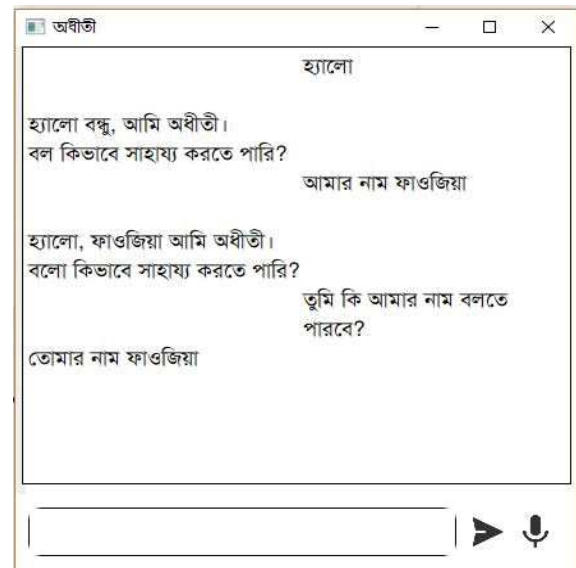 অধীতী
হ্যালো
হ্যালো বন্ধু, আমি অধীতী।
বল কিভাবে সাহায্য করতে পারি?
আমার নাম ফাওজিয়া
হ্যালো, ফাওজিয়া আমি অধীতী।
বলো কিভাবে সাহায্য করতে পারি?
তুমি কি আমার নাম বলতে
পারবে?
তোমার নাম ফাওজিয়া